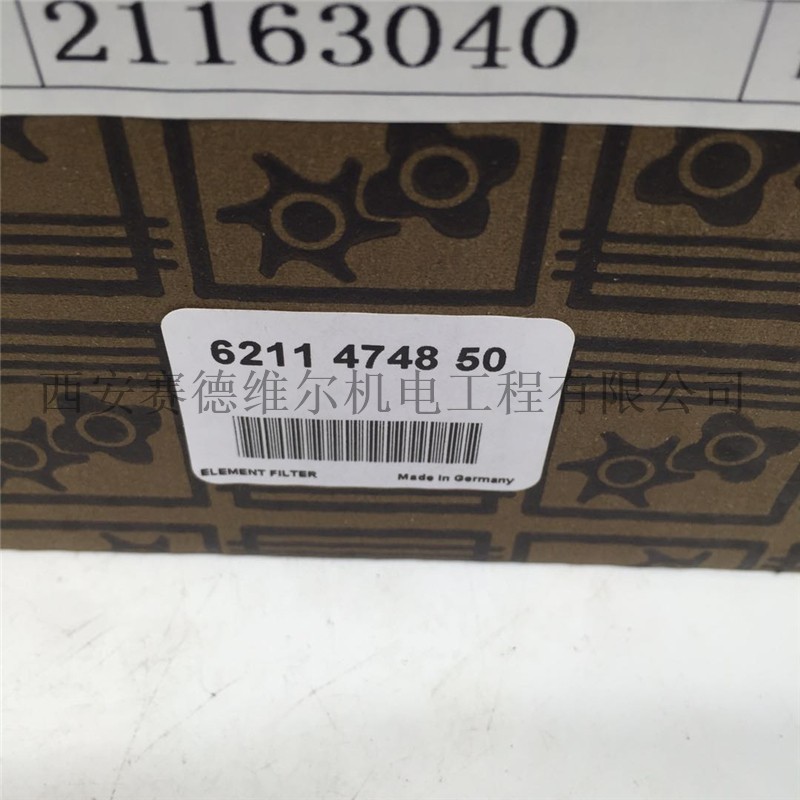 21163040
6211 4748 50
西安赛德维尔机电工程有限公司
ELEMENT FILTER
Made in Germany